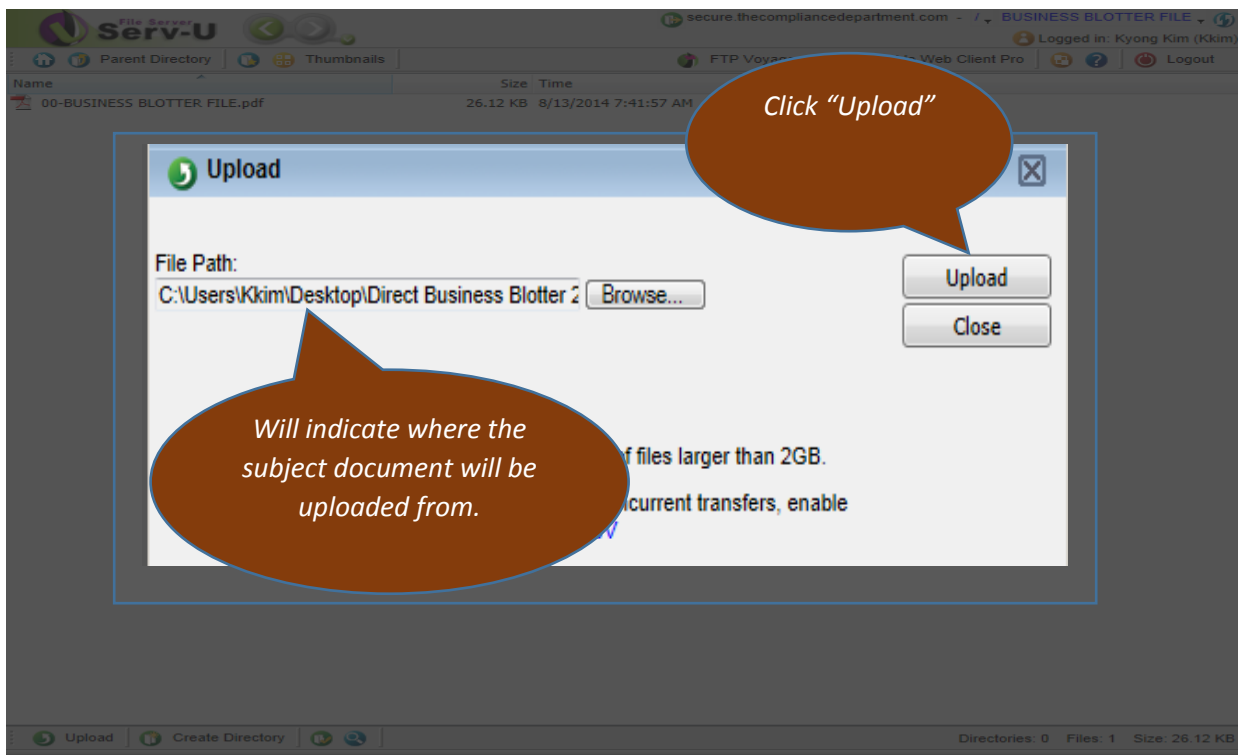 File Server
Serv-U
secure.thecompliancedepartment.com - / BUSINESS BLOTTER FILE
Logged in: Kyong Kim (Kkim)
Parent Directory Thumbnails FTP Voyager Web Client Pro Logout
Name Size Time
00-BUSINESS BLOTTER FILE.pdf 26.12 KB 8/13/2014 7:41:57 AM
Click “Upload”
Upload
File Path:
C:\Users\Kkim\Desktop\Direct Business Blotter 2 Browse... Upload
Close
Will indicate where the
subject document will be
uploaded from.
files larger than 2GB.
transfers, enable
Upload Create Directory Directories: 0 Files: 1 Size: 26.12 KB